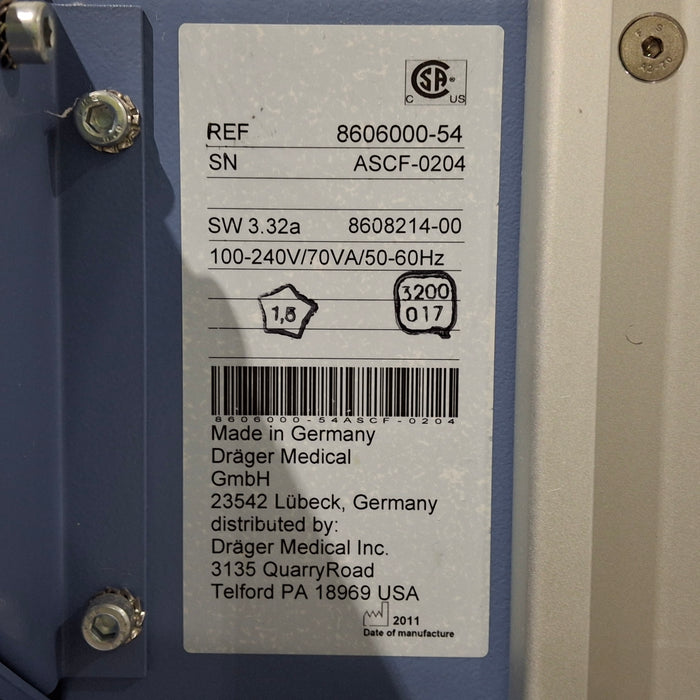 CSA®
C US
REF 8606000-54
SN ASCF-0204
SW 3.32a 8608214-00
100-240V/70VA/50-60Hz
1,5
3200
017
8606000-54ASCF-0204
Made in Germany
Dräger Medical
GmbH
23542 Lübeck, Germany
distributed by:
Dräger Medical Inc.
3135 QuarryRoad
Telford PA 18969 USA
2011
Date of manufacture